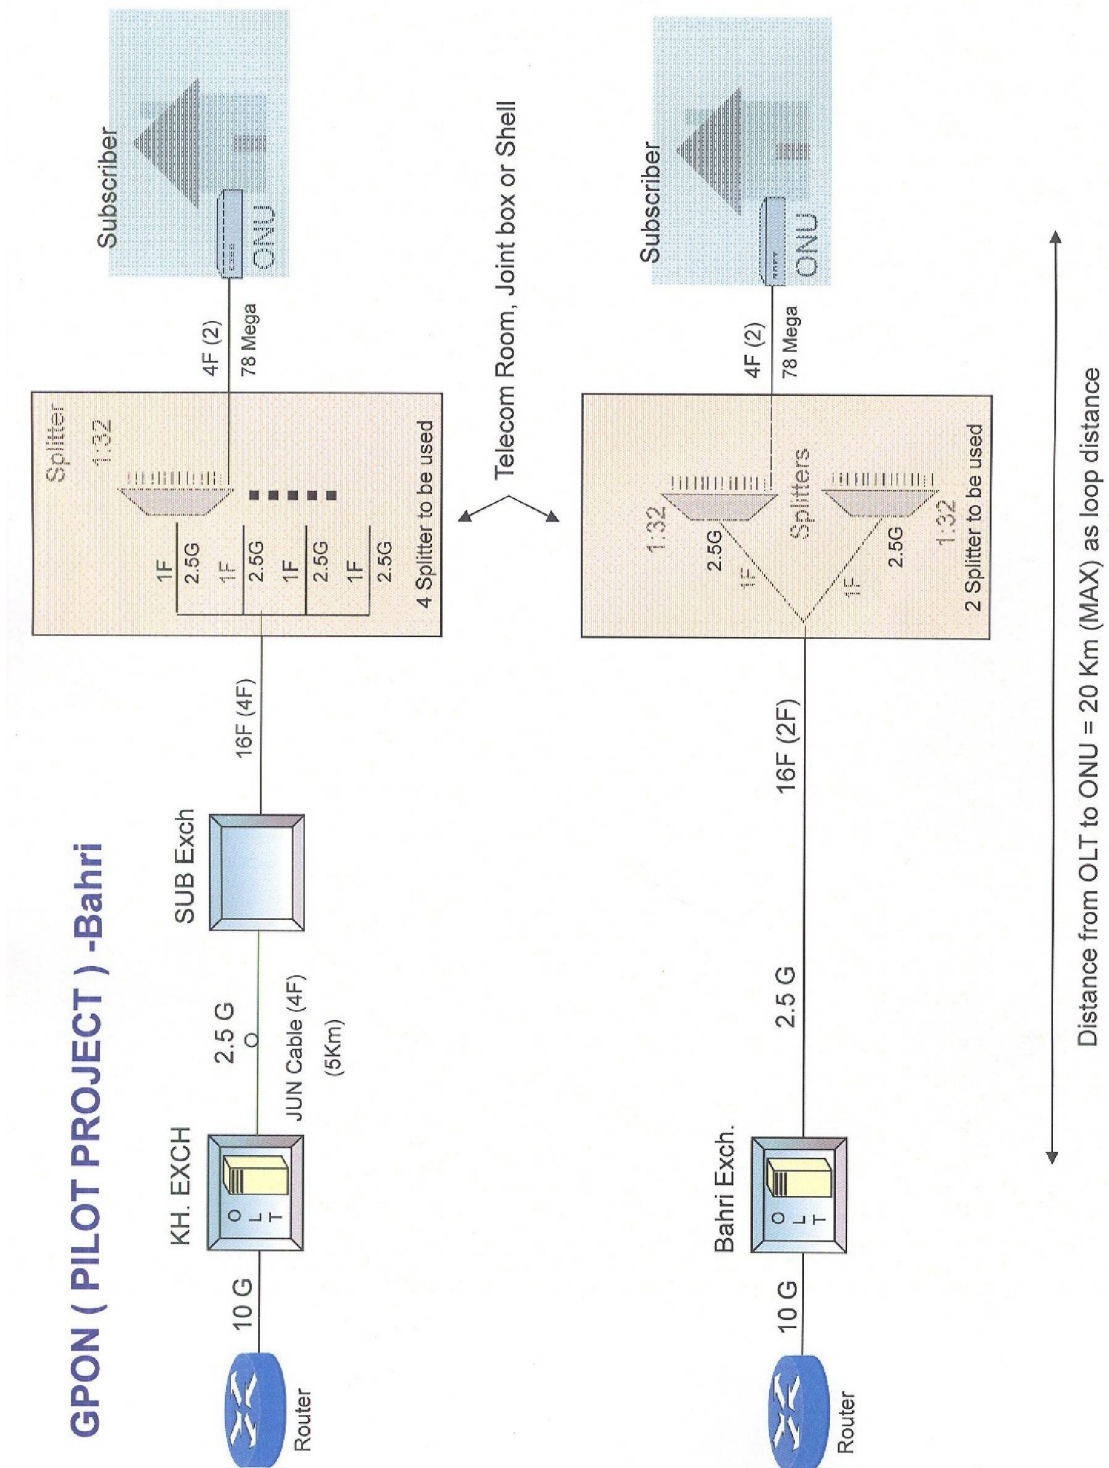 GPON ( PILOT PROJECT ) -Bahri
Router
10 G
KH. EXCH
O
L
T
2.5 G
JUN Cable (4F)
(5Km)
SUB Exch
16F (4F)
Splitter
1:32
1F
2.5G
1F
2.5G
1F
2.5G
1F
2.5G
4 Splitter to be used
4F (2)
78 Mega
Subscriber
ONU
Telecom Room, Joint box or Shell
Router
10 G
Bahri Exch.
O
L
T
2.5 G
16F (2F)
1:32
2.5G
1F
Splitters
1F
2.5G
1:32
2 Splitter to be used
4F (2)
78 Mega
Subscriber
ONU
Distance from OLT to ONU = 20 Km (MAX) as loop distance